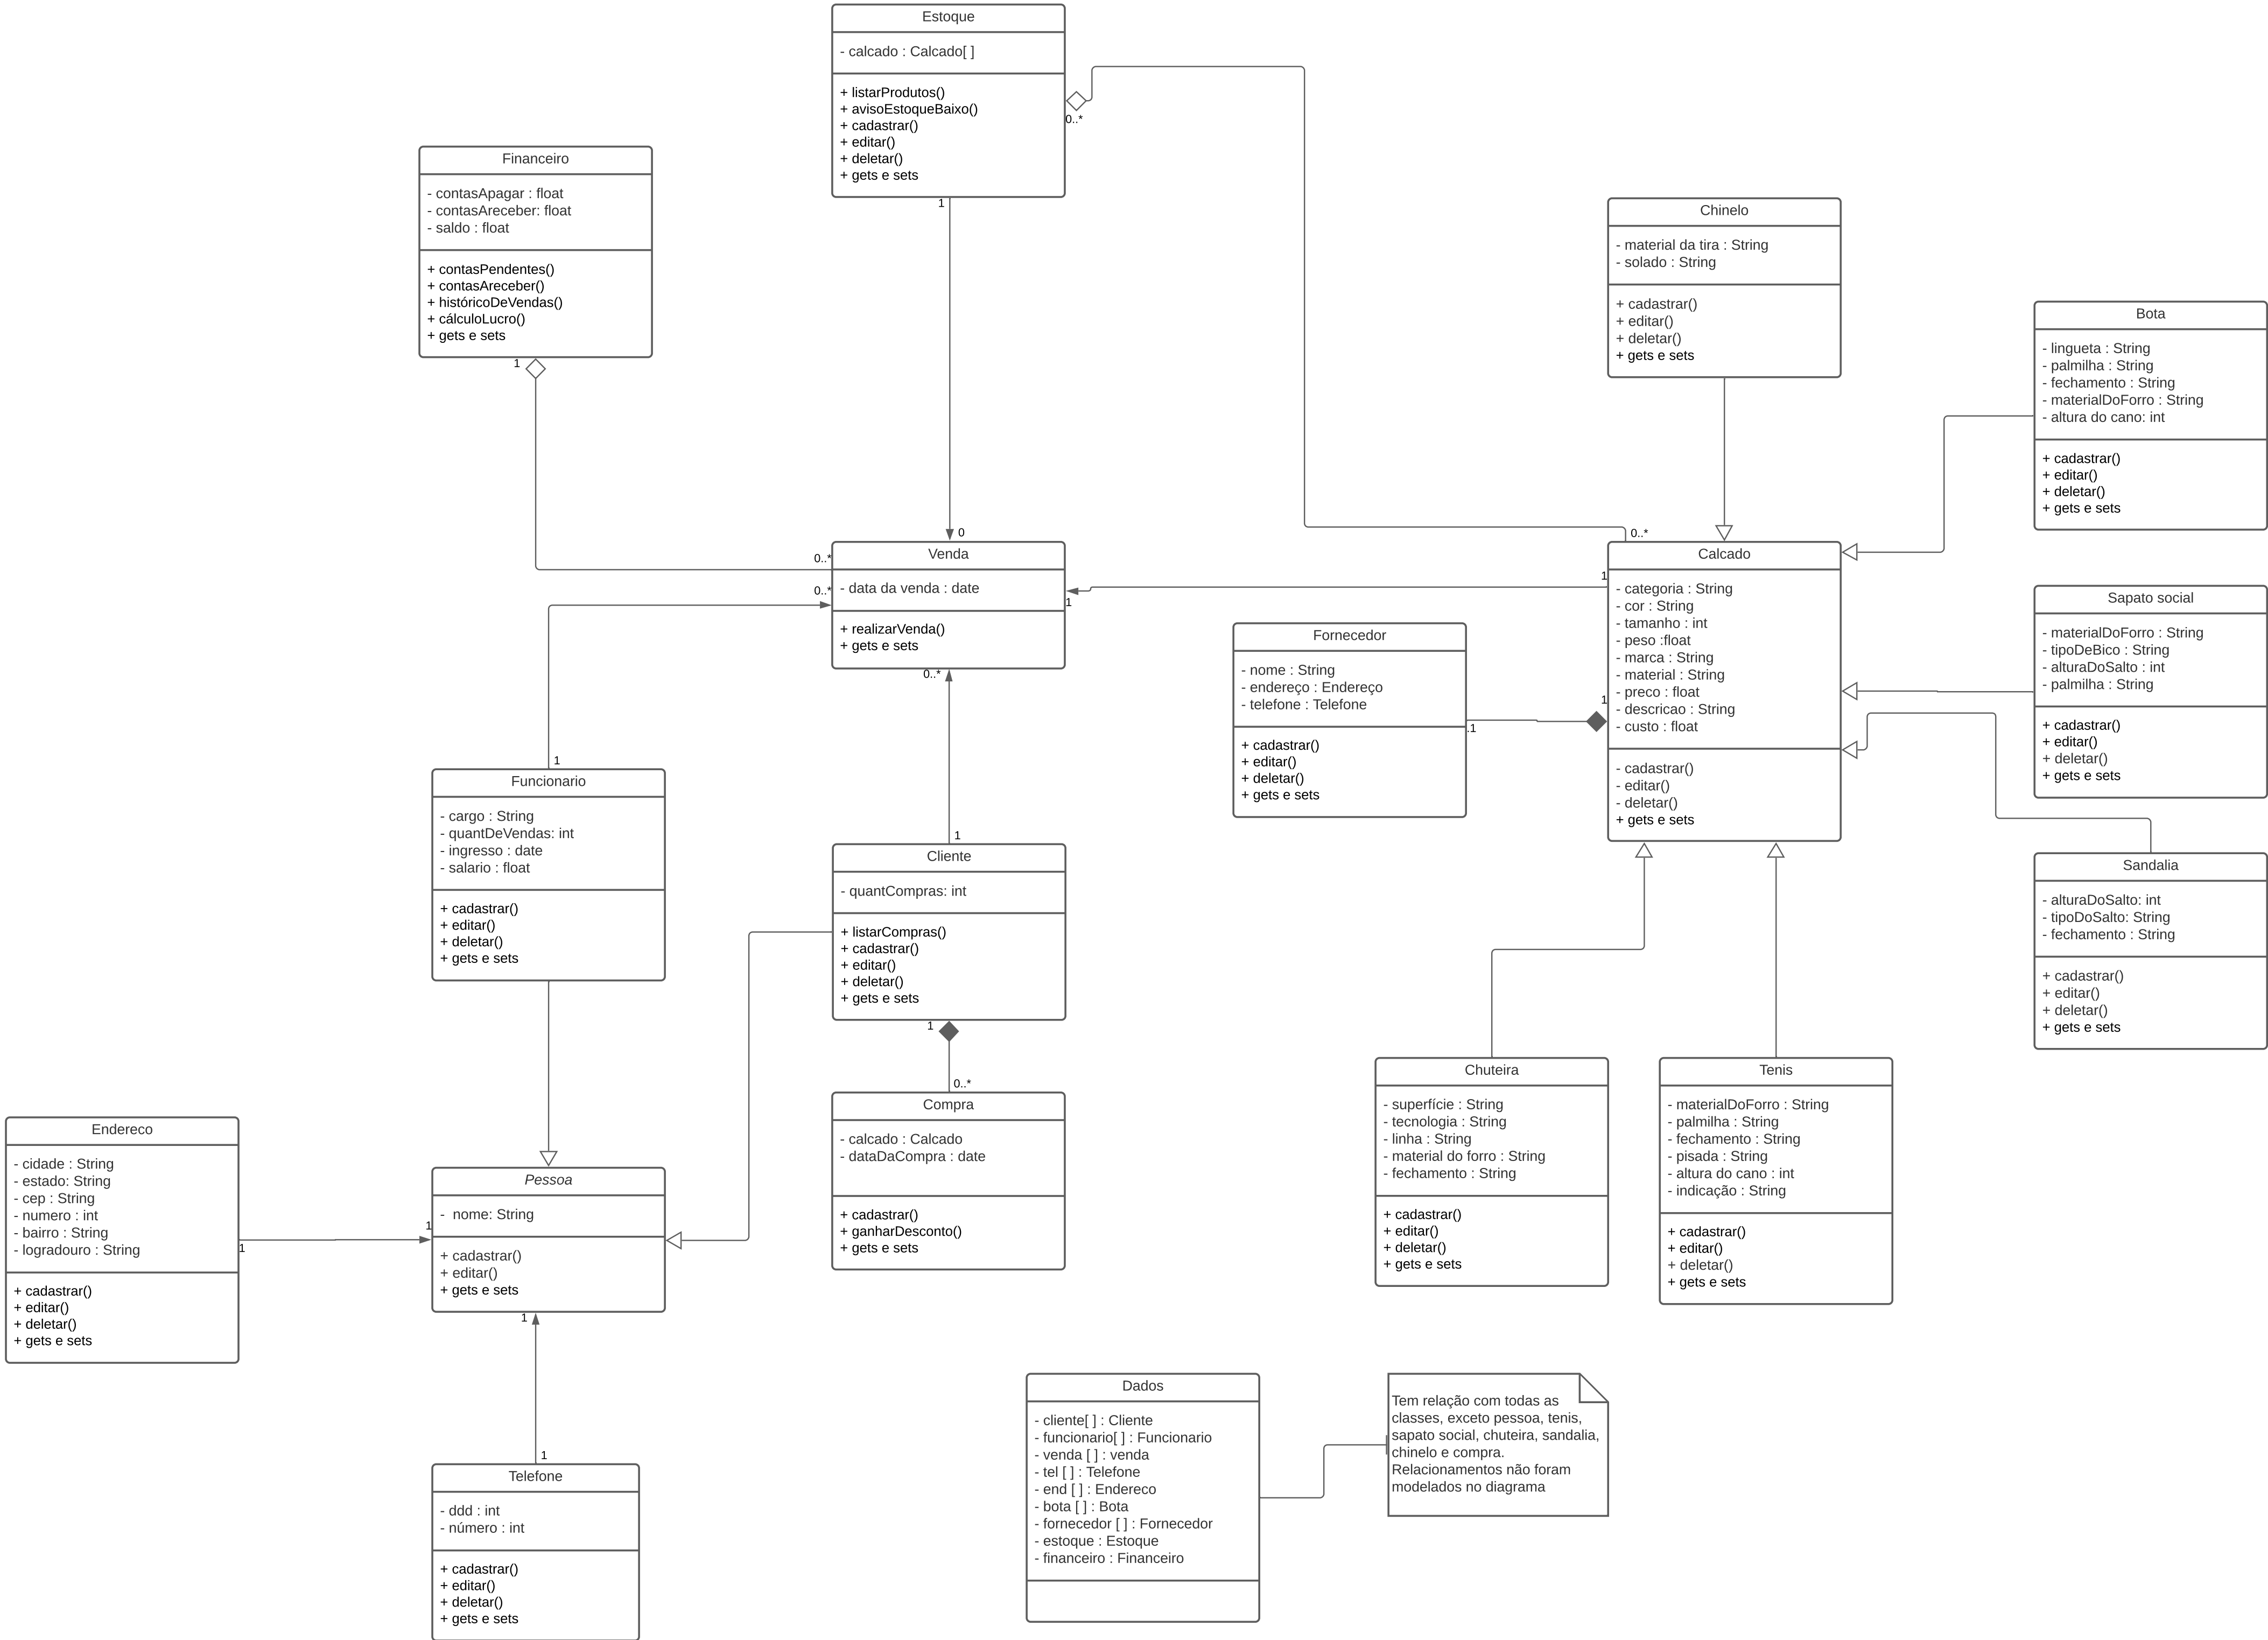 Estoque
- calcado : Calcado[ ]
+ listarProdutos()
+ avisoEstoqueBaixo()
+ cadastrar()
+ editar()
+ deletar()
+ gets e sets
0..*
1
Financeiro
- contasApagar : float
- contasAreceber: float
- saldo : float
+ contasPendentes()
+ contasAreceber()
+ históricoDeVendas()
+ cálculoLucro()
+ gets e sets
1
Chinelo
- material da tira : String
- solado : String
+ cadastrar()
+ editar()
+ deletar()
+ gets e sets
Bota
- lingueta : String
- palmilha : String
- fechamento : String
- materialDoForro : String
- altura do cano: int
+ cadastrar()
+ editar()
+ deletar()
+ gets e sets
0
0..*
0..*
Venda
- data da venda : date
+ realizarVenda()
+ gets e sets
1
0..*
0..*
1
Calcado
- categoria : String
- cor : String
- tamanho : int
- peso :float
- marca : String
- material : String
- preco : float
- descricao : String
- custo : float
- cadastrar()
- editar()
- deletar()
+ gets e sets
1
Fornecedor
- nome : String
- endereço : Endereço
- telefone : Telefone
+ cadastrar()
+ editar()
+ deletar()
+ gets e sets
.1
Sapato social
- materialDoForro : String
- tipoDeBico : String
- alturaDoSalto : int
- palmilha : String
+ cadastrar()
+ editar()
+ deletar()
+ gets e sets
1
Funcionario
- cargo : String
- quantDeVendas: int
- ingresso : date
- salario : float
+ cadastrar()
+ editar()
+ deletar()
+ gets e sets
1
Cliente
- quantCompras: int
+ listarCompras()
+ cadastrar()
+ editar()
+ deletar()
+ gets e sets
1
0..*
Sandalia
- alturaDoSalto: int
- tipoDoSalto: String
- fechamento : String
+ cadastrar()
+ editar()
+ deletar()
+ gets e sets
Compra
- calcado : Calcado
- dataDaCompra : date
+ cadastrar()
+ ganharDesconto()
+ gets e sets
Chuteira
- superfície : String
- tecnologia : String
- linha : String
- material do forro : String
- fechamento : String
+ cadastrar()
+ editar()
+ deletar()
+ gets e sets
Tenis
- materialDoForro : String
- palmilha : String
- fechamento : String
- pisada : String
- altura do cano : int
- indicação : String
+ cadastrar()
+ editar()
+ deletar()
+ gets e sets
Endereco
- cidade : String
- estado: String
- cep : String
- numero : int
- bairro : String
- logradouro : String
+ cadastrar()
+ editar()
+ deletar()
+ gets e sets
1
1
Pessoa
- nome: String
+ cadastrar()
+ editar()
+ gets e sets
1
1
Telefone
- ddd : int
- número : int
+ cadastrar()
+ editar()
+ deletar()
+ gets e sets
Dados
- cliente[ ] : Cliente
- funcionario[ ] : Funcionario
- venda [ ] : venda
- tel [ ] : Telefone
- end [ ] : Endereco
- bota [ ] : Bota
- fornecedor [ ] : Fornecedor
- estoque : Estoque
- financeiro : Financeiro
Tem relação com todas as
classes, exceto pessoa, tenis,
sapato social, chuteira, sandalia,
chinelo e compra.
Relacionamentos não foram
modelados no diagrama